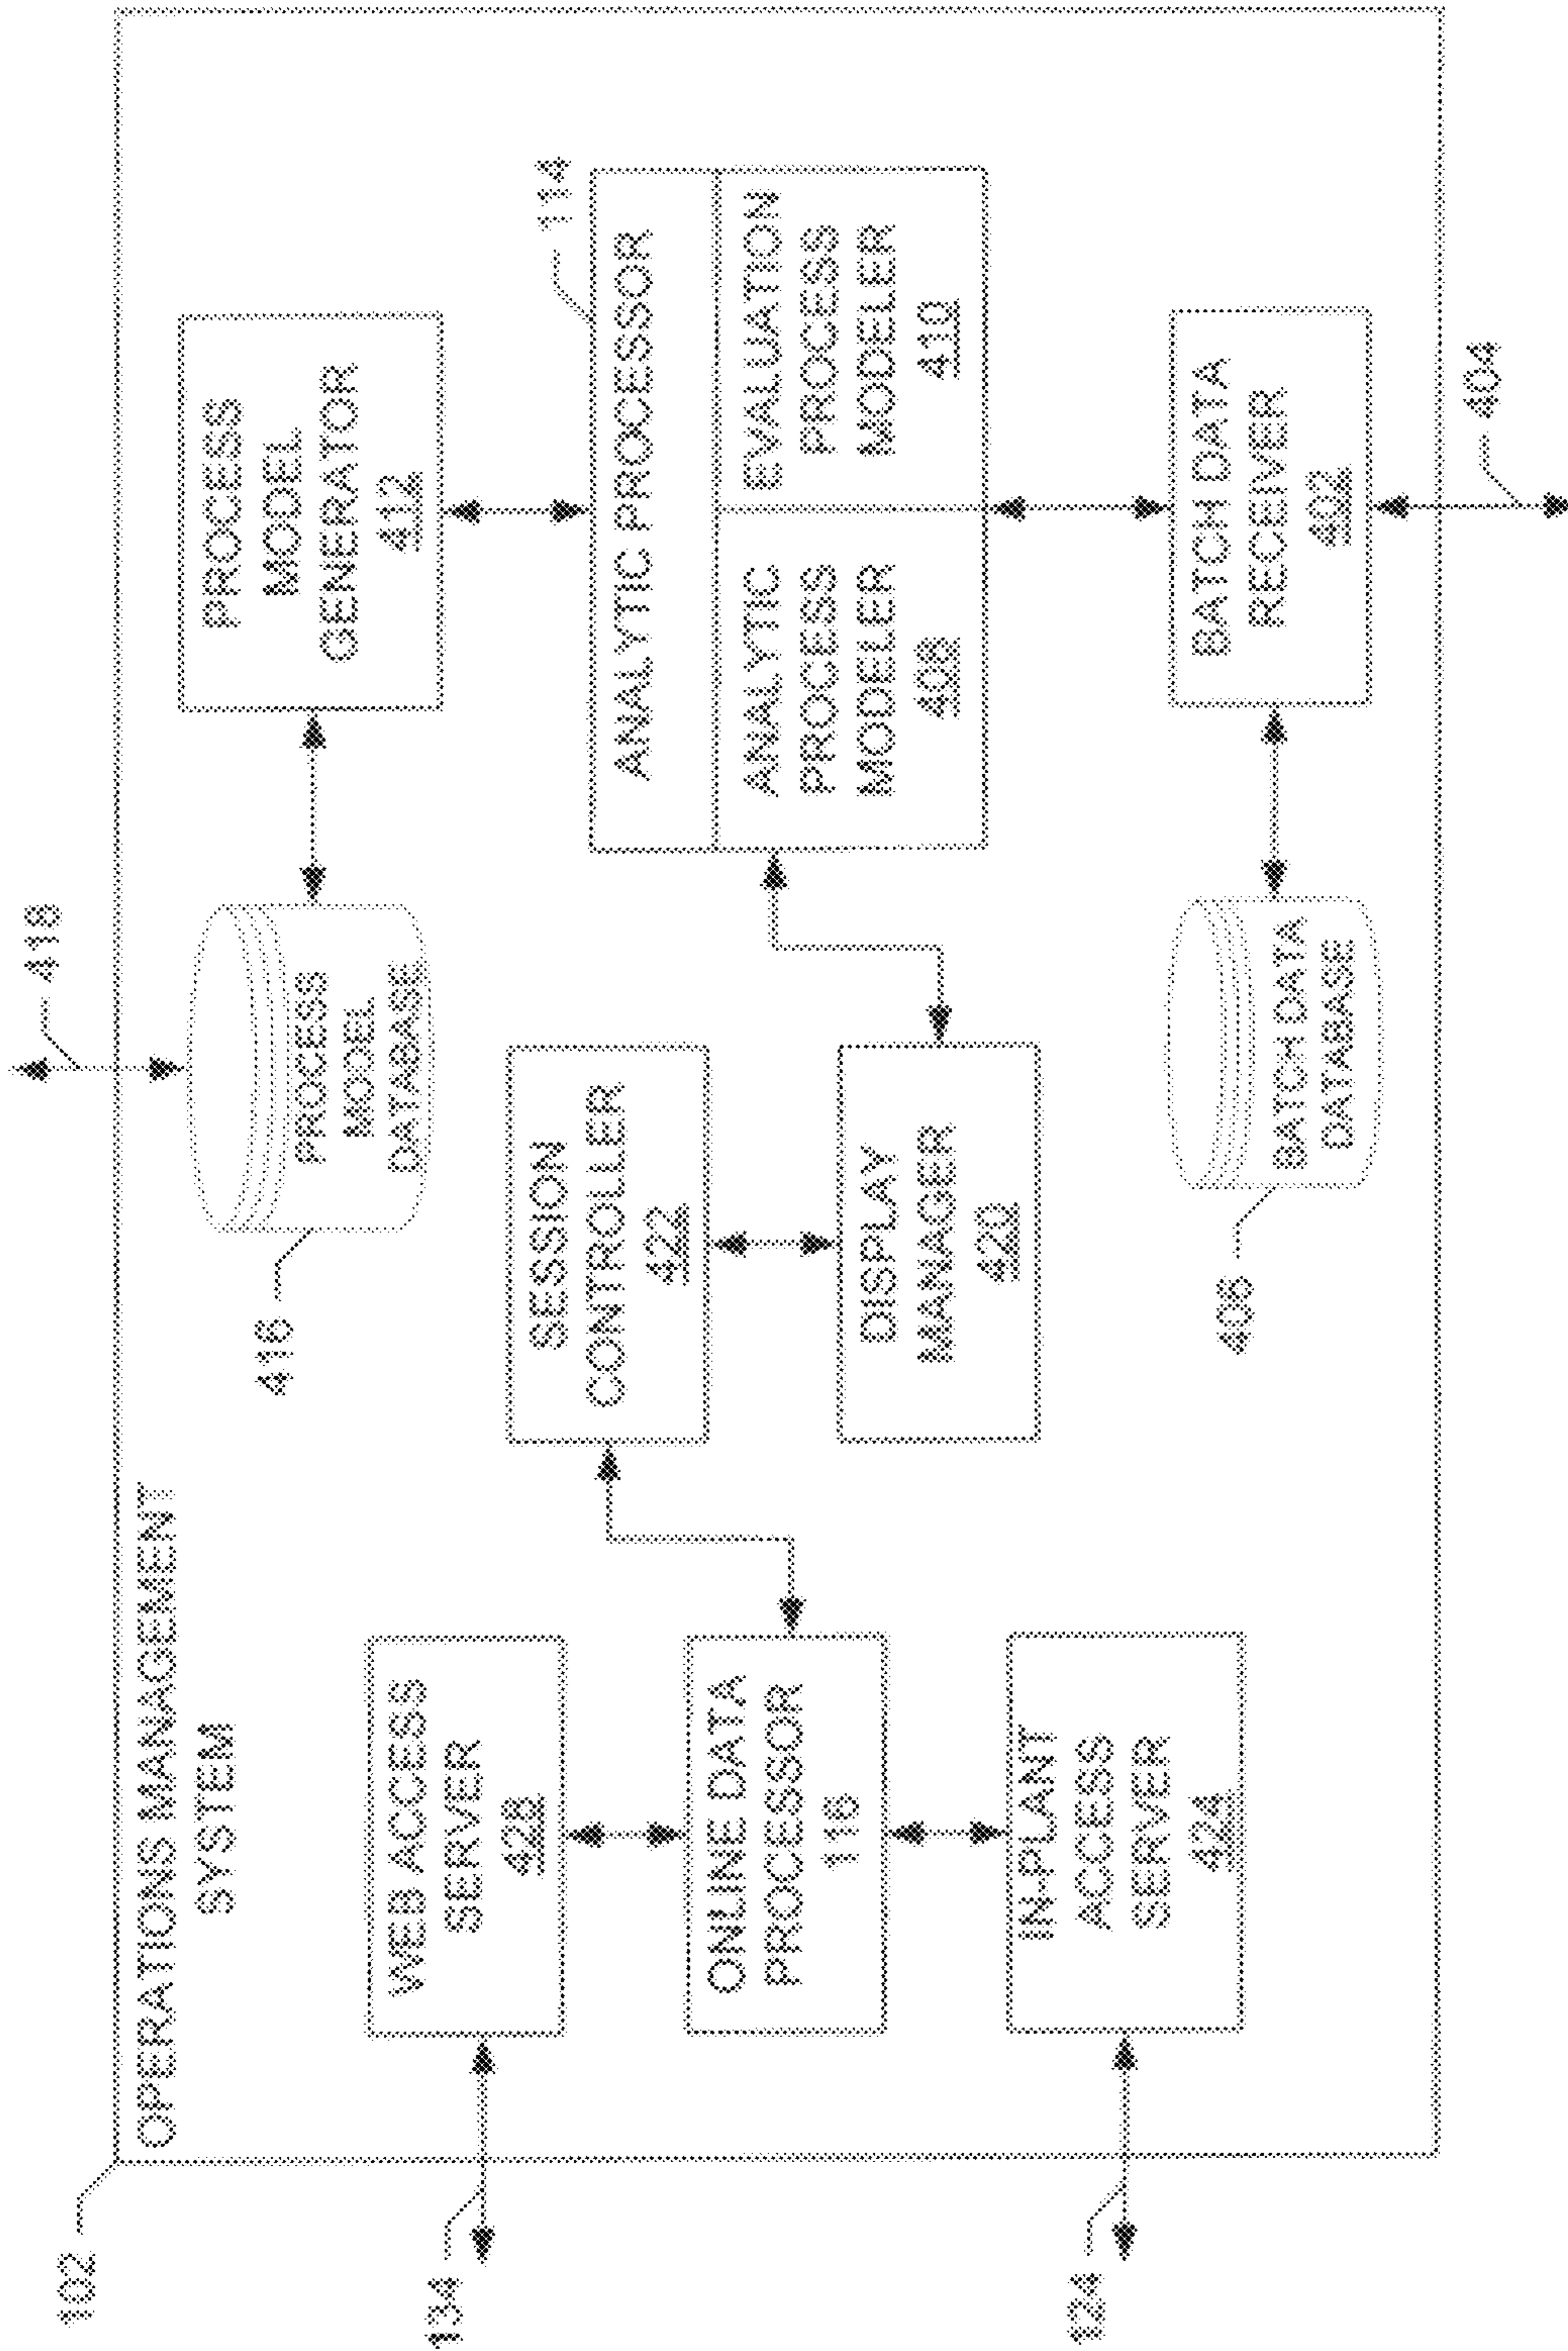 102
OPERATIONS MANAGEMENT
SYSTEM
418
134
WEB ACCESS
SERVER
428
416
PROCESS
MODEL
DATABASE
PROCESS
MODEL
GENERATOR
412
SESSION
CONTROLLER
422
114
ANALYTIC PROCESSOR
ONLINE DATA
PROCESSOR
116
ANALYTIC
PROCESS
MODELER
408
EVALUATION
PROCESS
MODELER
410
DISPLAY
MANAGER
420
124
IN-PLANT
ACCESS
SERVER
424
406
BATCH DATA
DATABASE
BATCH DATA
RECEIVER
402
404